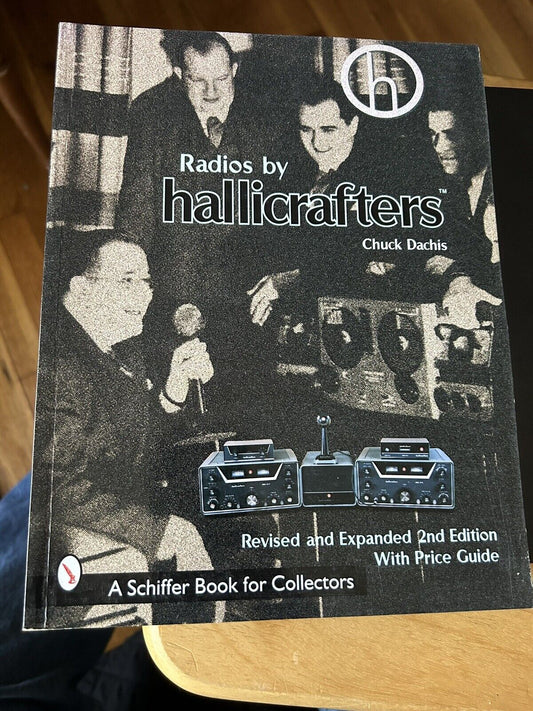 h
Radios by
hallicrafters™
Chuck Dachis
Revised and Expanded 2nd Edition
With Price Guide
A Schiffer Book for Collectors